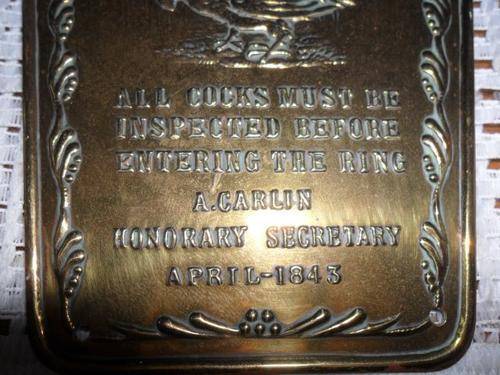 ALL COCKS MUST BE
INSPECTED BEFORE
ENTERING THE RING
A.CARLIN
HONORARY SECRETARY
APRIL-1843